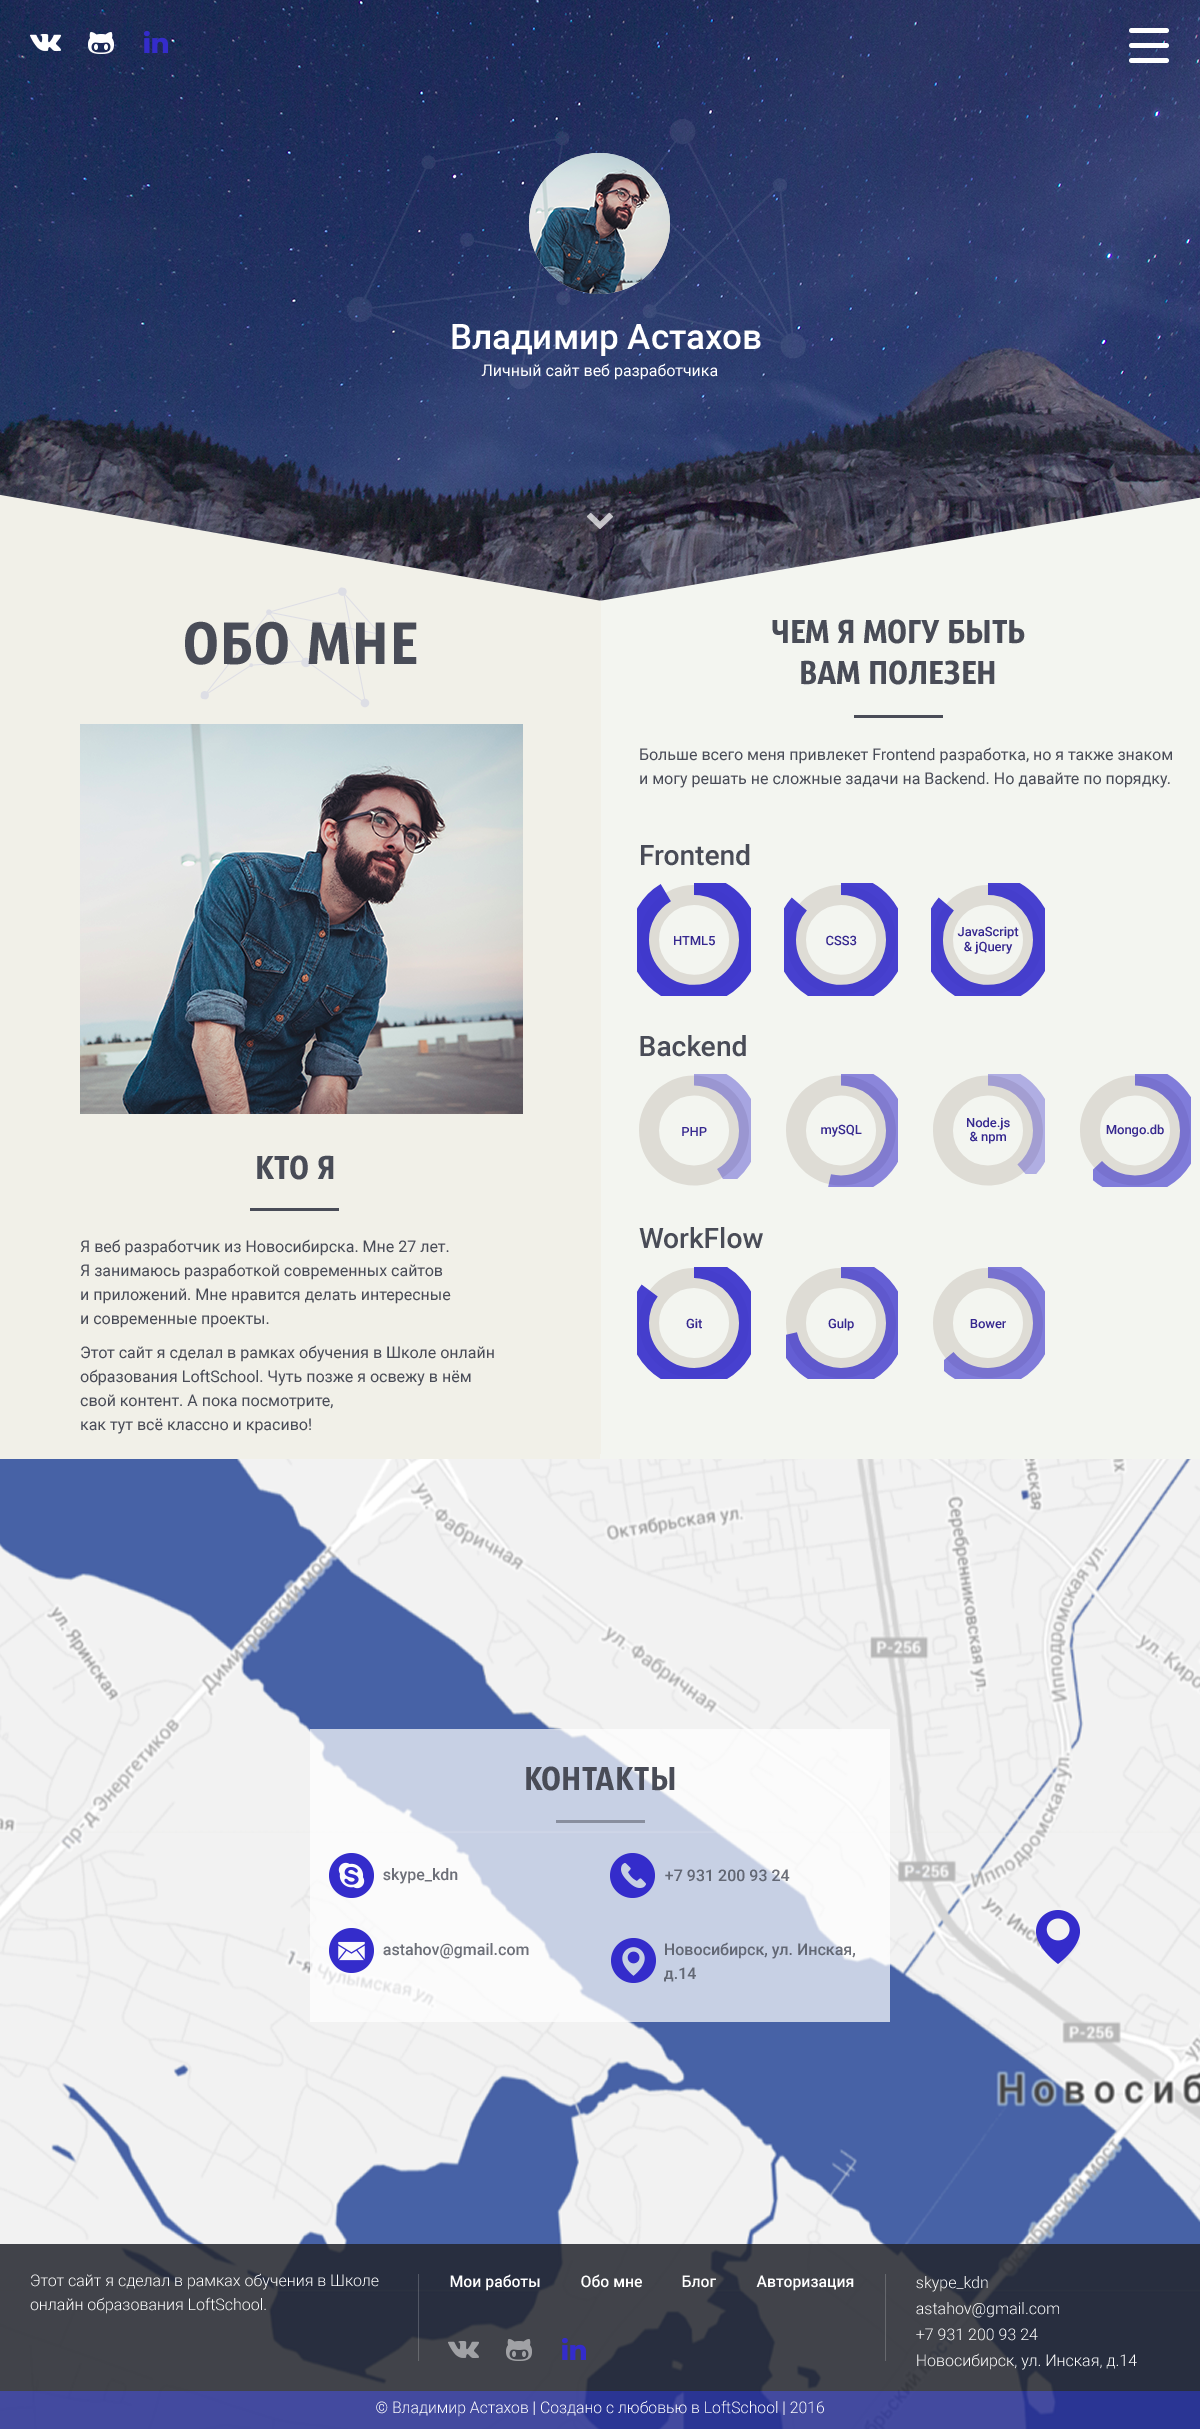 Владимир Астахов
Личный сайт веб разработчика
ОБО МНЕ
КТО Я
Я веб разработчик из Новосибирска. Мне 27 лет.
Я занимаюсь разработкой современных сайтов
и приложений. Мне нравится делать интересные
и современные проекты.
Этот сайт я сделал в рамках обучения в Школе онлайн
образования LoftSchool. Чуть позже я освежу в нём
свой контент. А пока посмотрите,
как тут всё классно и красиво!
ЧЕМ Я МОГУ БЫТЬ
ВАМ ПОЛЕЗЕН
Больше всего меня привлекет Frontend разработка, но я также знаком
и могу решать не сложные задачи на Backend. Но давайте по порядку.
Frontend
HTML5
CSS3
JavaScript
& jQuery
Backend
PHP
mySQL
Node.js
& npm
Mongo.db
WorkFlow
Git
Gulp
Bower
ул. Фабричная
Октябрьская ул.
Серебренниковская ул.
нская
Ипподромская ул.
Димитровский мост
ул. Яринская
ул. Фабричная
Р-256
ул. Киро
пр-д Энергетиков
Ипподромская ул.
Р-256
ул. Инс
1-я Чулымская ул.
Р-256
Новосиб
КОНТАКТЫ
skype_kdn
+7 931 200 93 24
astahov@gmail.com
Новосибирск, ул. Инская,
д.14
Этот сайт я сделал в рамках обучения в Школе
онлайн образования LoftSchool.
Мои работы
Обо мне
Блог
Авторизация
skype_kdn
astahov@gmail.com
+7 931 200 93 24
Новосибирск, ул. Инская, д.14
© Владимир Астахов | Создано с любовью в LoftSchool | 2016